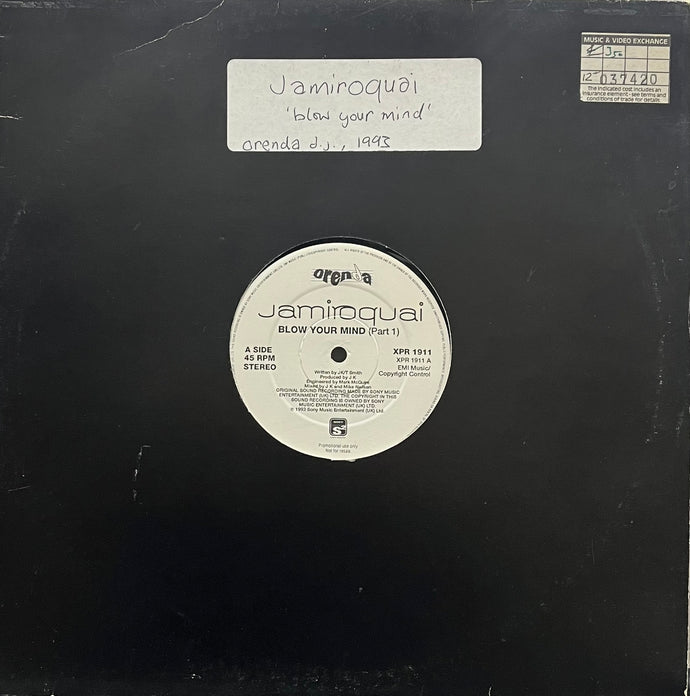 Jamiroquai
'blow your mind'
orenda d.j., 1993
MUSIC & VIDEO EXCHANGE
12" 037420
The indicated cost includes an
insurance element - see terms and
conditions of trade for details
orenda
Jamiroquai
BLOW YOUR MIND (Part 1)
A SIDE
45 RPM
STEREO
XPR 1911
XPR 1911 A
EMI Music/
Copyright Control
Written by JK/T Smith
Produced by J K
Engineered by Mark McGuire
Mixed by J K and Mike Nielsen
ORIGINAL SOUND RECORDING MADE BY SONY MUSIC
ENTERTAINMENT (UK) LTD. THE COPYRIGHT IN THIS
SOUND RECORDING IS OWNED BY SONY
MUSIC ENTERTAINMENT (UK) LTD.
℗ 1993 Sony Music Entertainment (UK) Ltd.
S²
Promotional use only
Not for resale